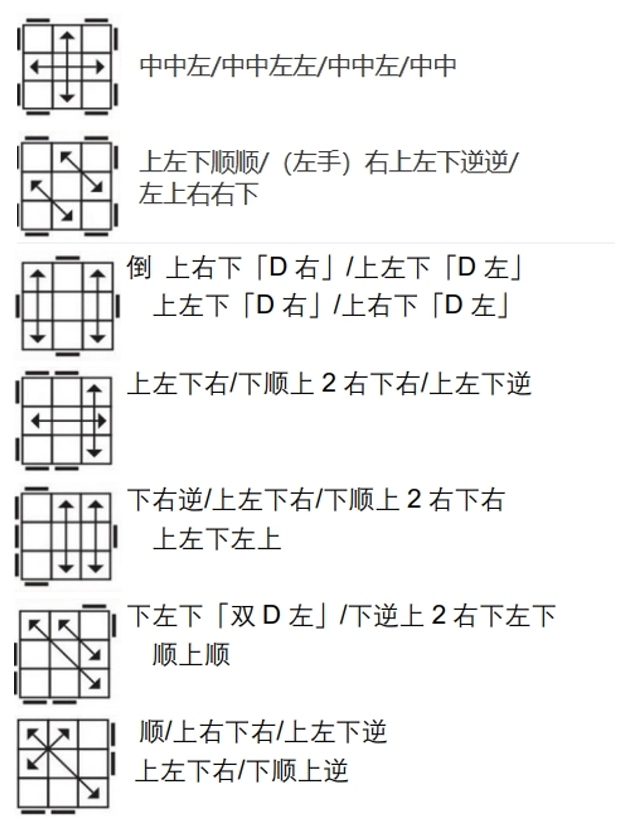 中中左/中中左左/中中左/中中
上左下顺顺/（左手）右上左下逆逆/
左上右右下
倒 上右下「D 右」/上左下「D 左」
上左下「D 右」/上右下「D 左」
上左下右/下顺上 2 右下右/上左下逆
下右逆/上左下右/下顺上 2 右下右
上左下左上
下左下「双 D 左」/下逆上 2 右下左下
顺上顺
顺/上右下右/上左下逆
上左下右/下顺上逆